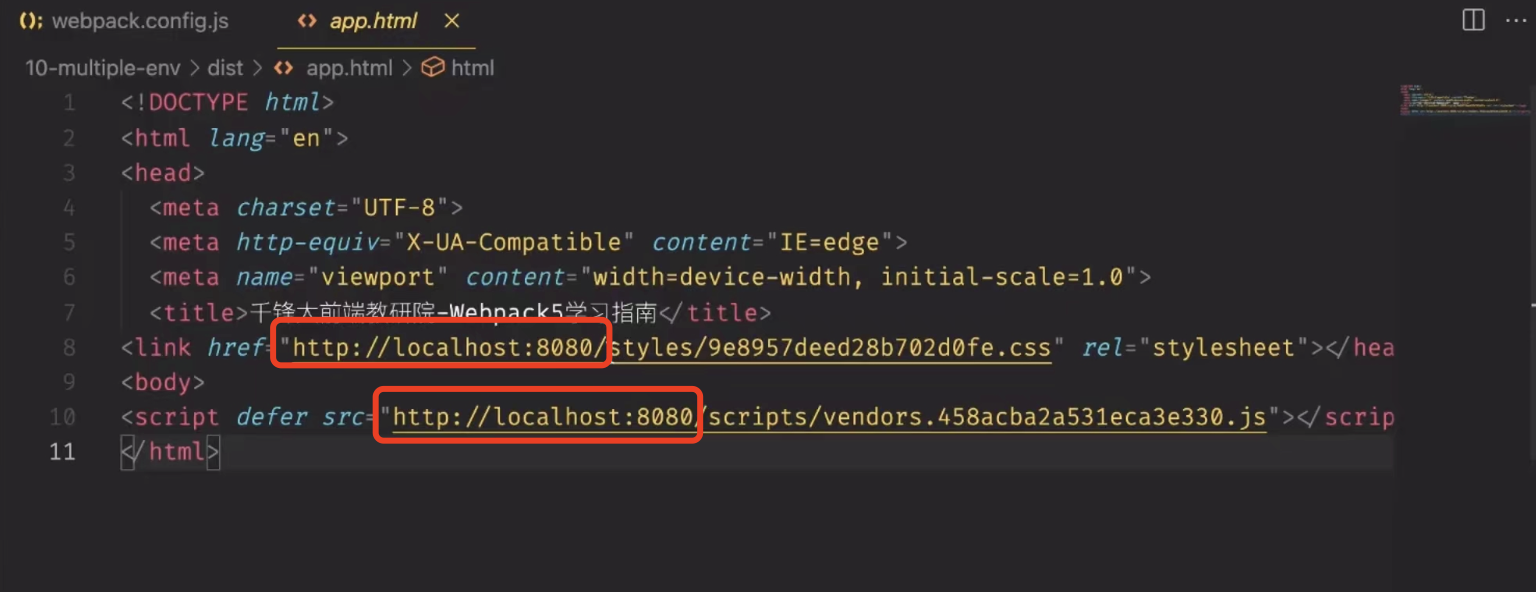 webpack.config.js app.html
10-multiple-env > dist > app.html > html
1 <!DOCTYPE html>
2 <html lang="en">
3 <head>
4 <meta charset="UTF-8">
5 <meta http-equiv="X-UA-Compatible" content="IE=edge">
6 <meta name="viewport" content="width=device-width, initial-scale=1.0">
7 <title>千锋大前端教研院-Webpack5学习指南</title>
8 <link href="http://localhost:8080/styles/9e8957deed28b702d0fe.css" rel="stylesheet"></hea
9 <body>
10 <script defer src="http://localhost:8080/scripts/vendors.458acba2a531eca3e330.js"></scrip
11 </html>